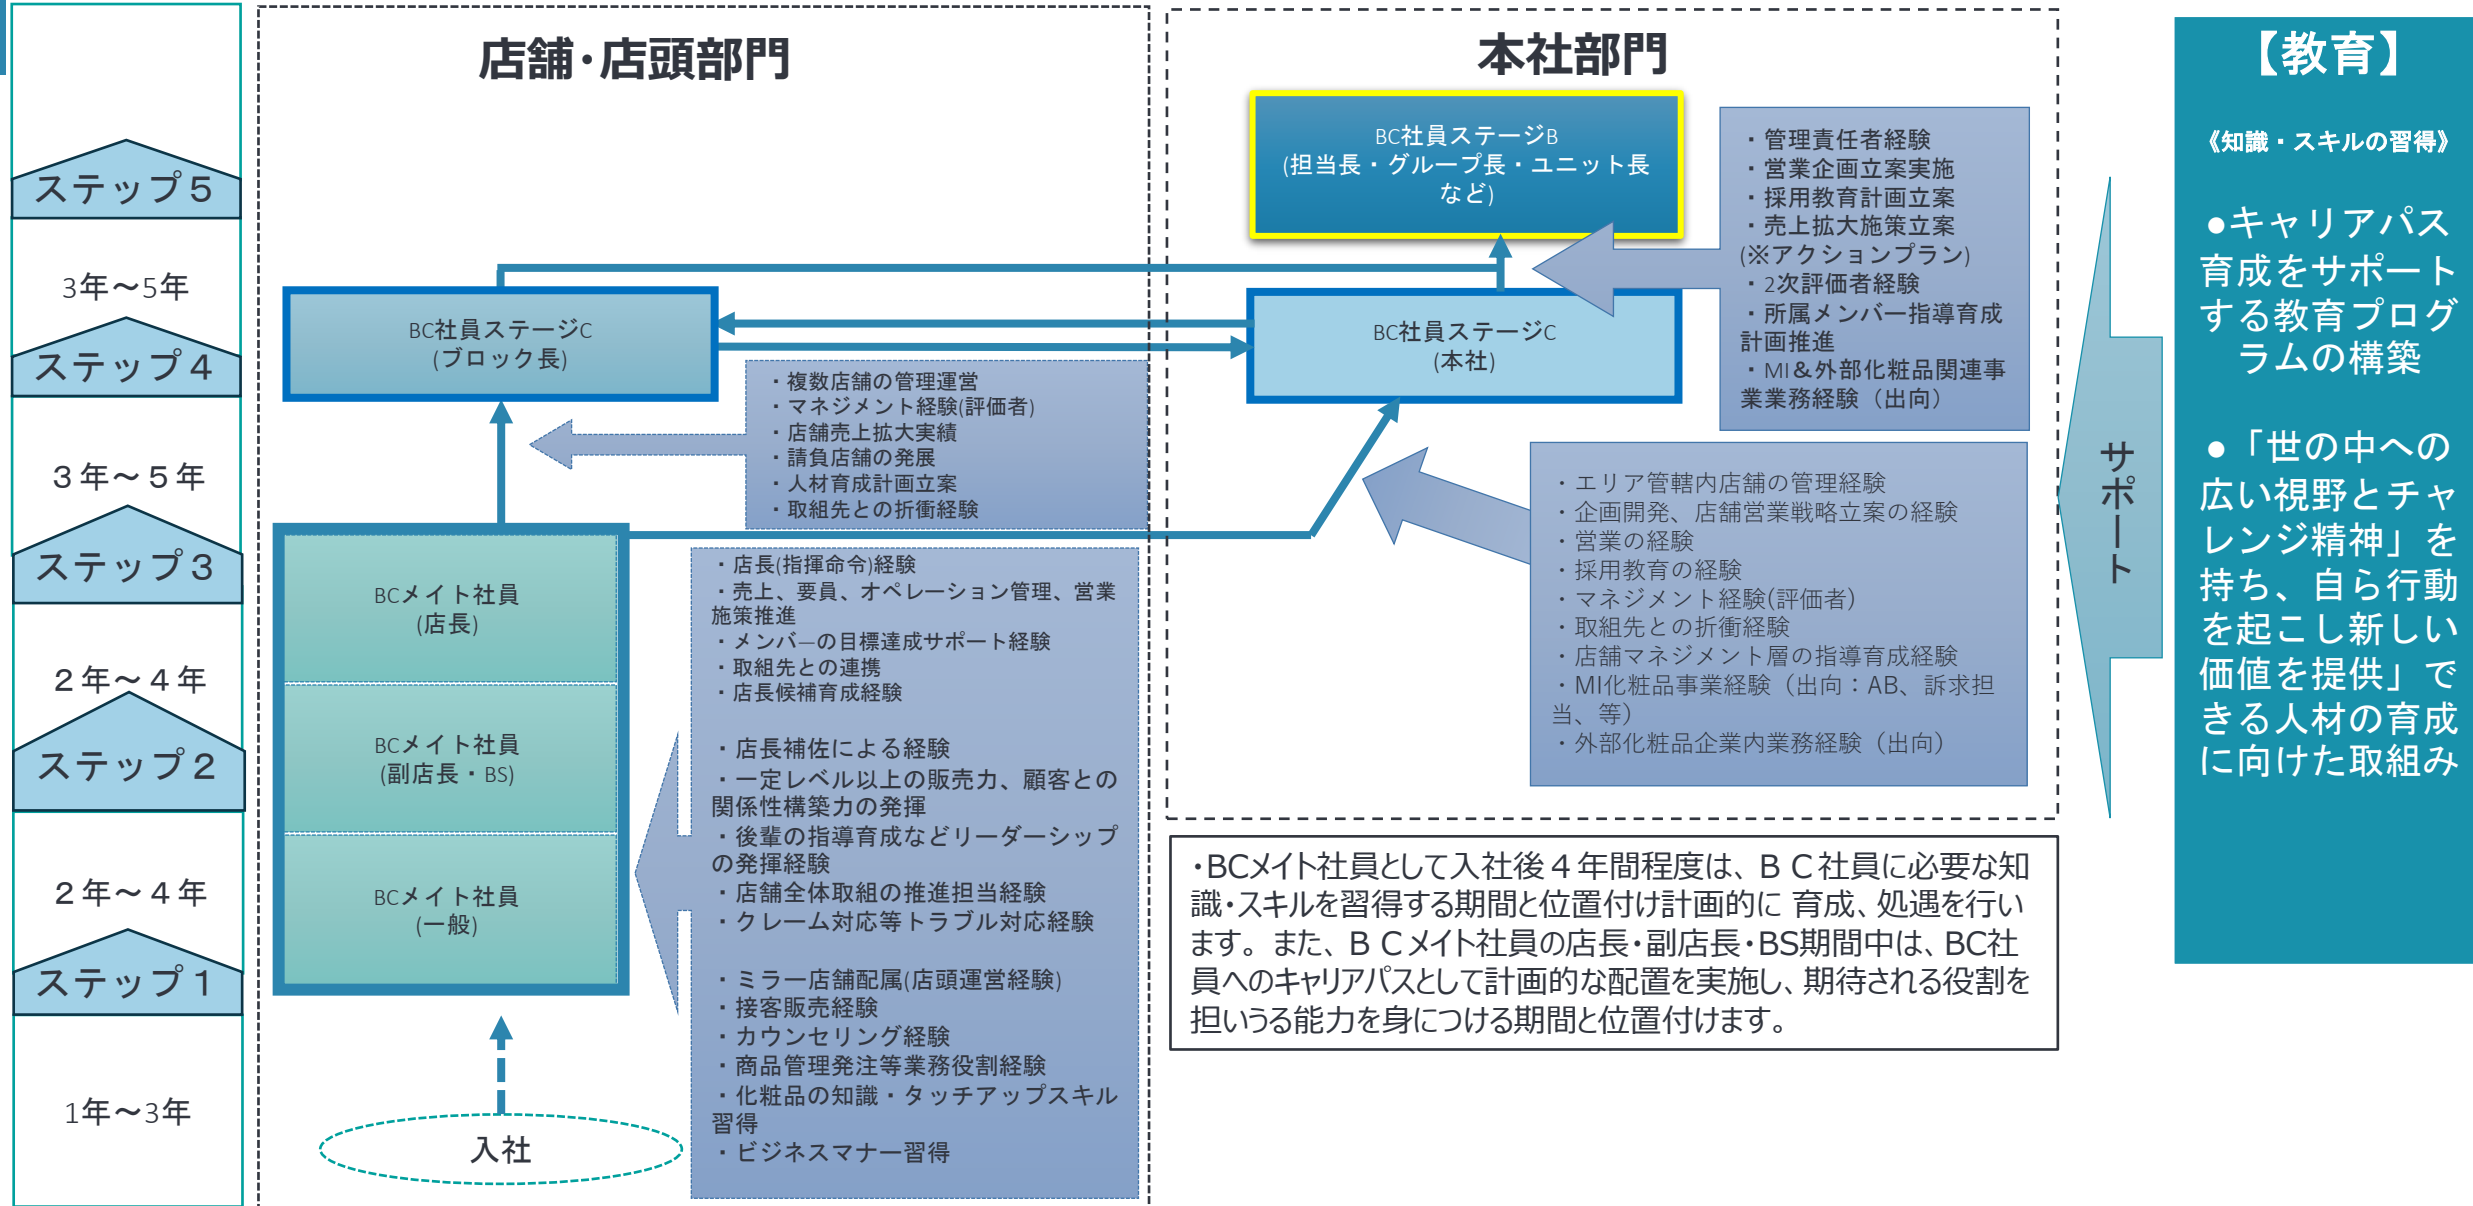 ステップ５
3年～5年
ステップ４
３年～５年
ステップ３
２年～４年
ステップ２
２年～４年
ステップ１
1年～3年
店舗・店頭部門
BC社員ステージC
(ブロック長)
・複数店舗の管理運営
・マネジメント経験(評価者)
・店舗売上拡大実績
・請負店舗の発展
・人材育成計画立案
・取組先との折衝経験
BCメイト社員
(店長)
BCメイト社員
(副店長・BS)
BCメイト社員
(一般)
入社
・店長(指揮命令)経験
・売上、要員、オペレーション管理、営業
施策推進
・メンバ―の目標達成サポート経験
・取組先との連携
・店長候補育成経験
・店長補佐による経験
・一定レベル以上の販売力、顧客との
関係性構築力の発揮
・後輩の指導育成などリーダーシップ
の発揮経験
・店舗全体取組の推進担当経験
・クレーム対応等トラブル対応経験
・ミラー店舗配属(店頭運営経験)
・接客販売経験
・カウンセリング経験
・商品管理発注等業務役割経験
・化粧品の知識・タッチアップスキル
習得
・ビジネスマナー習得
本社部門
BC社員ステージB
(担当長・グループ長・ユニット長
など)
・管理責任者経験
・営業企画立案実施
・採用教育計画立案
・売上拡大施策立案
(※アクションプラン)
・2次評価者経験
・所属メンバー指導育成
計画推進
・MI＆外部化粧品関連事
業業務経験（出向）
BC社員ステージC
(本社)
・エリア管轄内店舗の管理経験
・企画開発、店舗営業戦略立案の経験
・営業の経験
・採用教育の経験
・マネジメント経験(評価者)
・取組先との折衝経験
・店舗マネジメント層の指導育成経験
・MI化粧品事業経験（出向：AB、訴求担
当、等）
・外部化粧品企業内業務経験（出向）
・BCメイト社員として入社後４年間程度は、ＢＣ社員に必要な知
識・スキルを習得する期間と位置付け計画的に 育成、処遇を行い
ます。また、ＢＣメイト社員の店長・副店長・BS期間中は、BC社
員へのキャリアパスとして計画的な配置を実施し、期待される役割を
担いうる能力を身につける期間と位置付けます。
サポート
【教育】
《知識・スキルの習得》
●キャリアパス
育成をサポート
する教育プログ
ラムの構築
●「世の中への
広い視野とチャ
レンジ精神」を
持ち、自ら行動
を起こし新しい
価値を提供」で
きる人材の育成
に向けた取組み